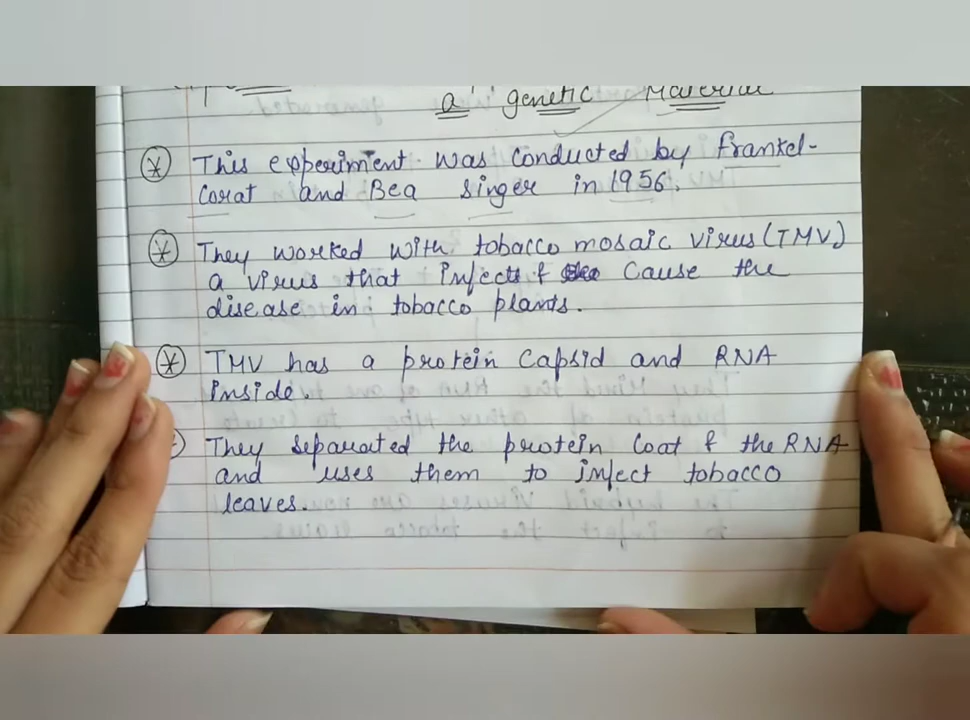 a genetic Material
This experiment was conducted by frankel-
Corat and Bea Singer in 1956.
They worked with tobacco mosaic virus (TMV)
a virus that infect & cause the
disease in tobacco plants.
TMV has a protein capsid and RNA
inside.
They separated the protein coat & the RNA
and uses them to infect tobacco
leaves.